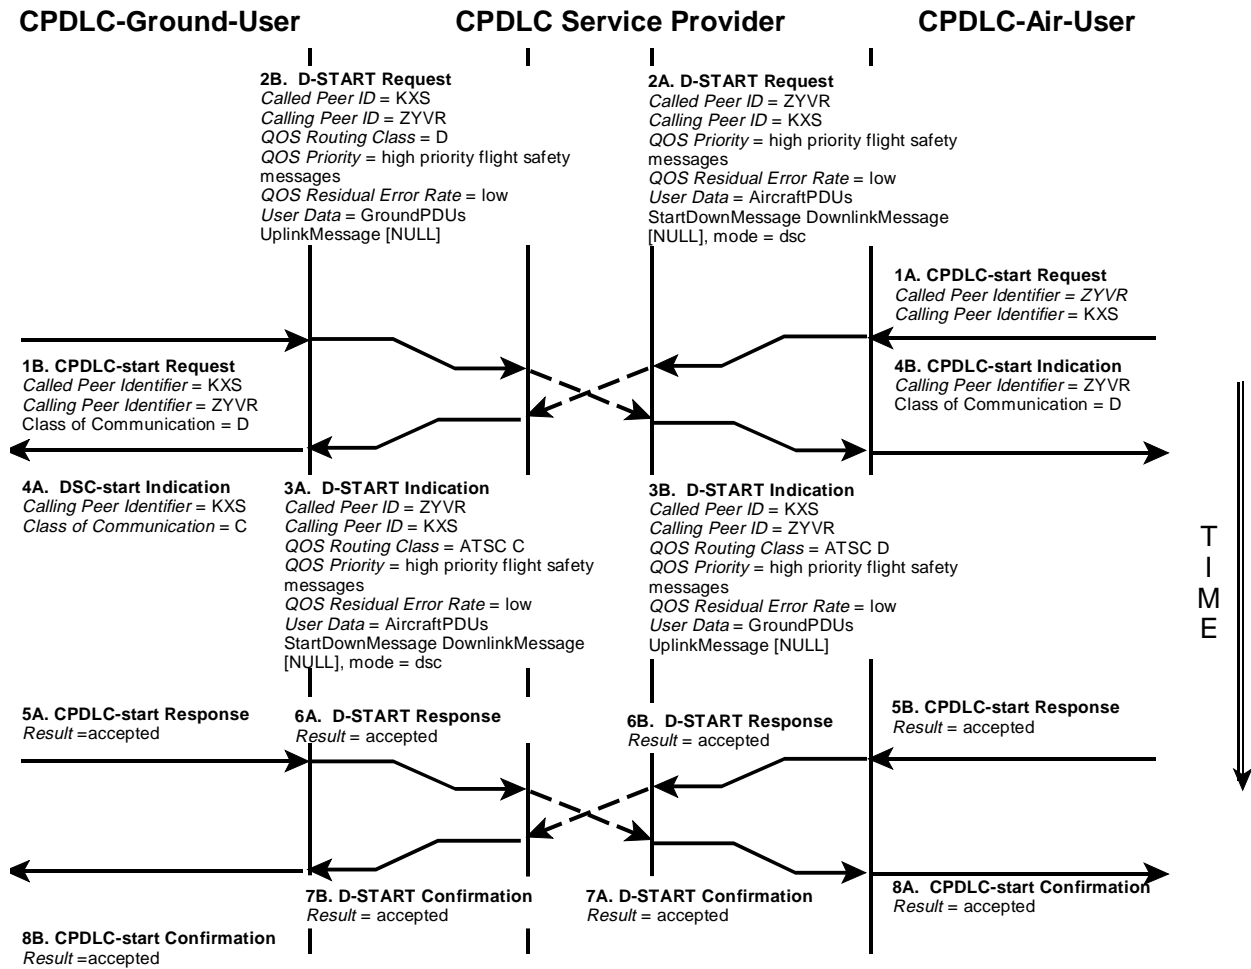 CPDLC-Ground-User
CPDLC Service Provider
CPDLC-Air-User
2B. D-START Request
Called Peer ID = KXS
Calling Peer ID = ZYVR
QOS Routing Class = D
QOS Priority = high priority flight safety
messages
QOS Residual Error Rate = low
User Data = GroundPDUs
UplinkMessage [NULL]
2A. D-START Request
Called Peer ID = ZYVR
Calling Peer ID = KXS
QOS Priority = high priority flight safety
messages
QOS Residual Error Rate = low
User Data = AircraftPDUs
StartDownMessage DownlinkMessage
[NULL], mode = dsc
1A. CPDLC-start Request
Called Peer Identifier = ZYVR
Calling Peer Identifier = KXS
1B. CPDLC-start Request
Called Peer Identifier = KXS
Calling Peer Identifier = ZYVR
Class of Communication = D
4B. CPDLC-start Indication
Calling Peer Identifier = ZYVR
Class of Communication = D
4A. DSC-start Indication
Calling Peer Identifier = KXS
Class of Communication = C
3A. D-START Indication
Called Peer ID = ZYVR
Calling Peer ID = KXS
QOS Routing Class = ATSC C
QOS Priority = high priority flight safety
messages
QOS Residual Error Rate = low
User Data = AircraftPDUs
StartDownMessage DownlinkMessage
[NULL], mode = dsc
3B. D-START Indication
Called Peer ID = KXS
Calling Peer ID = ZYVR
QOS Routing Class = ATSC D
QOS Priority = high priority flight safety
messages
QOS Residual Error Rate = low
User Data = GroundPDUs
UplinkMessage [NULL]
T
I
M
E
5A. CPDLC-start Response
Result =accepted
6A. D-START Response
Result = accepted
6B. D-START Response
Result = accepted
5B. CPDLC-start Response
Result = accepted
7B. D-START Confirmation
Result = accepted
7A. D-START Confirmation
Result = accepted
8A. CPDLC-start Confirmation
Result = accepted
8B. CPDLC-start Confirmation
Result =accepted